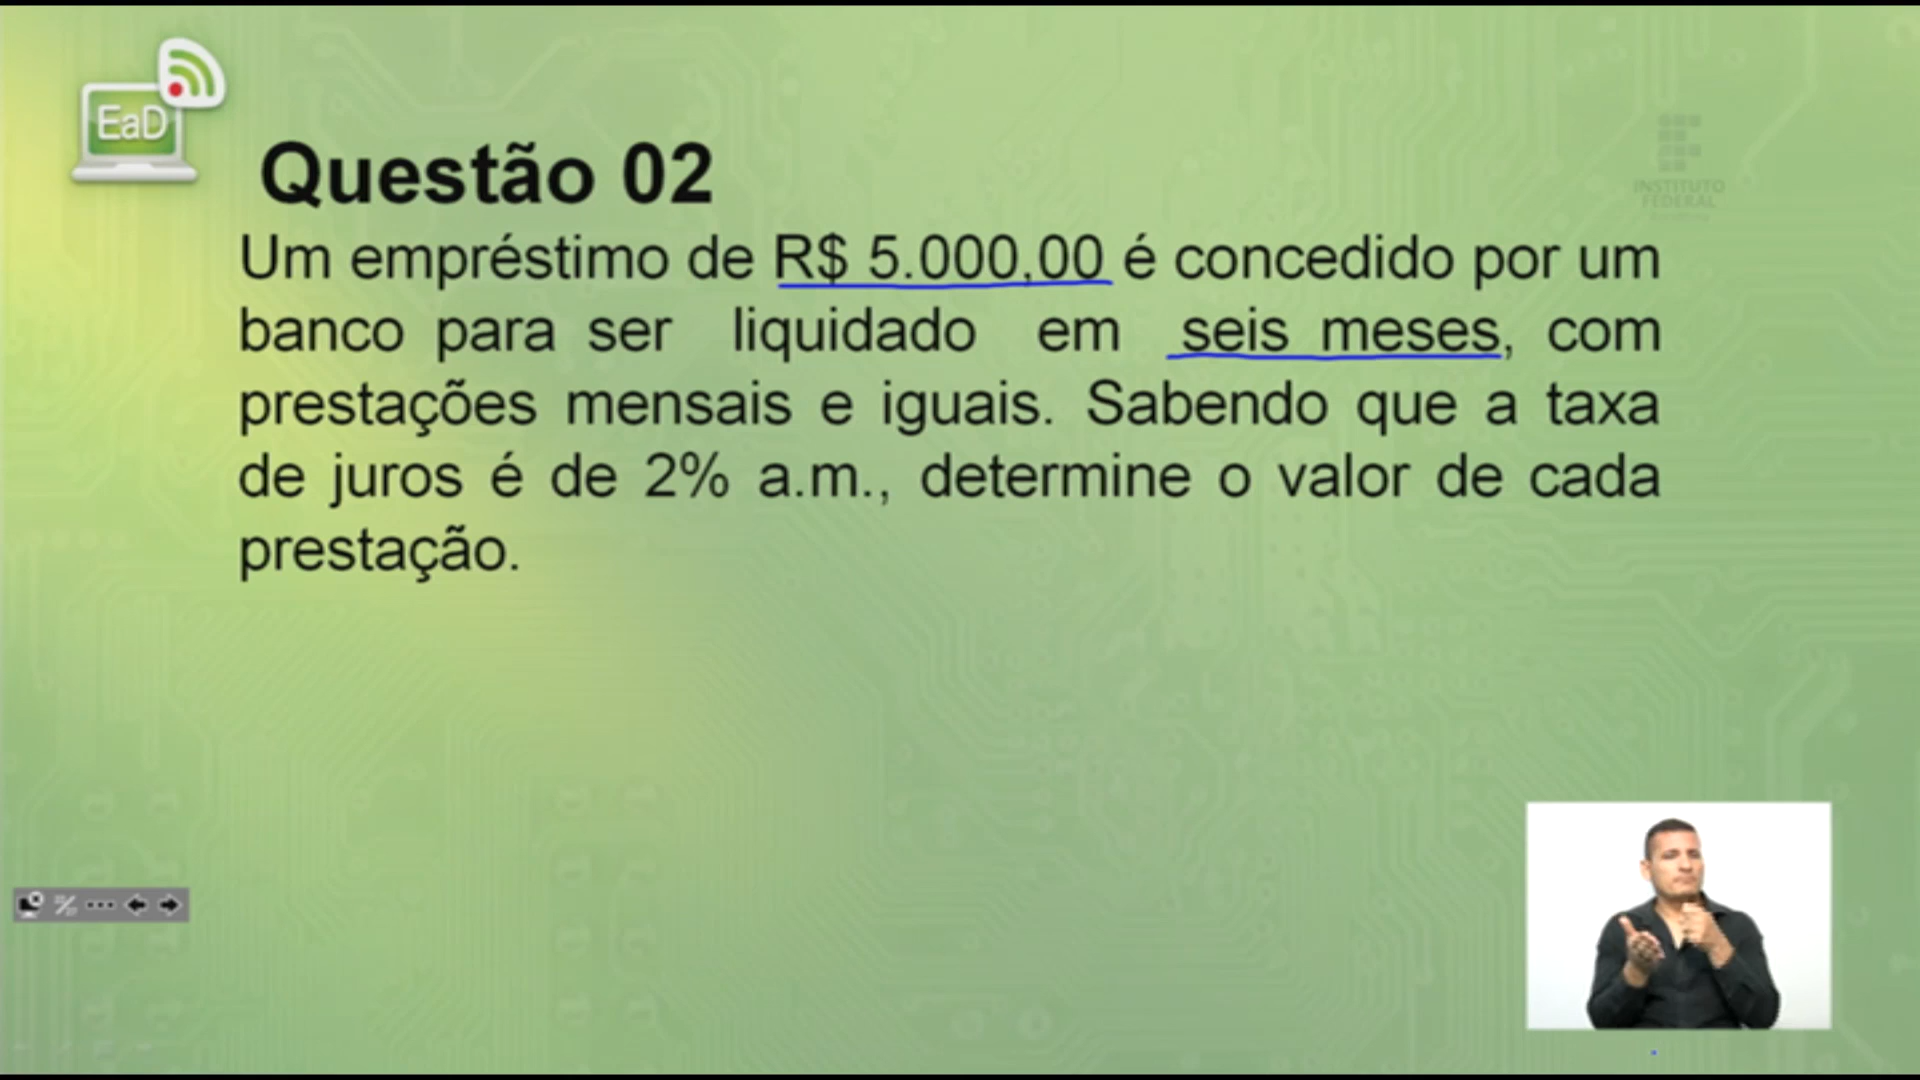 EaD
Questão 02
INSTITUTO
FEDERAL
Um empréstimo de R$ 5.000,00 é concedido por um
banco para ser liquidado em seis meses, com
prestações mensais e iguais. Sabendo que a taxa
de juros é de 2% a.m., determine o valor de cada
prestação.